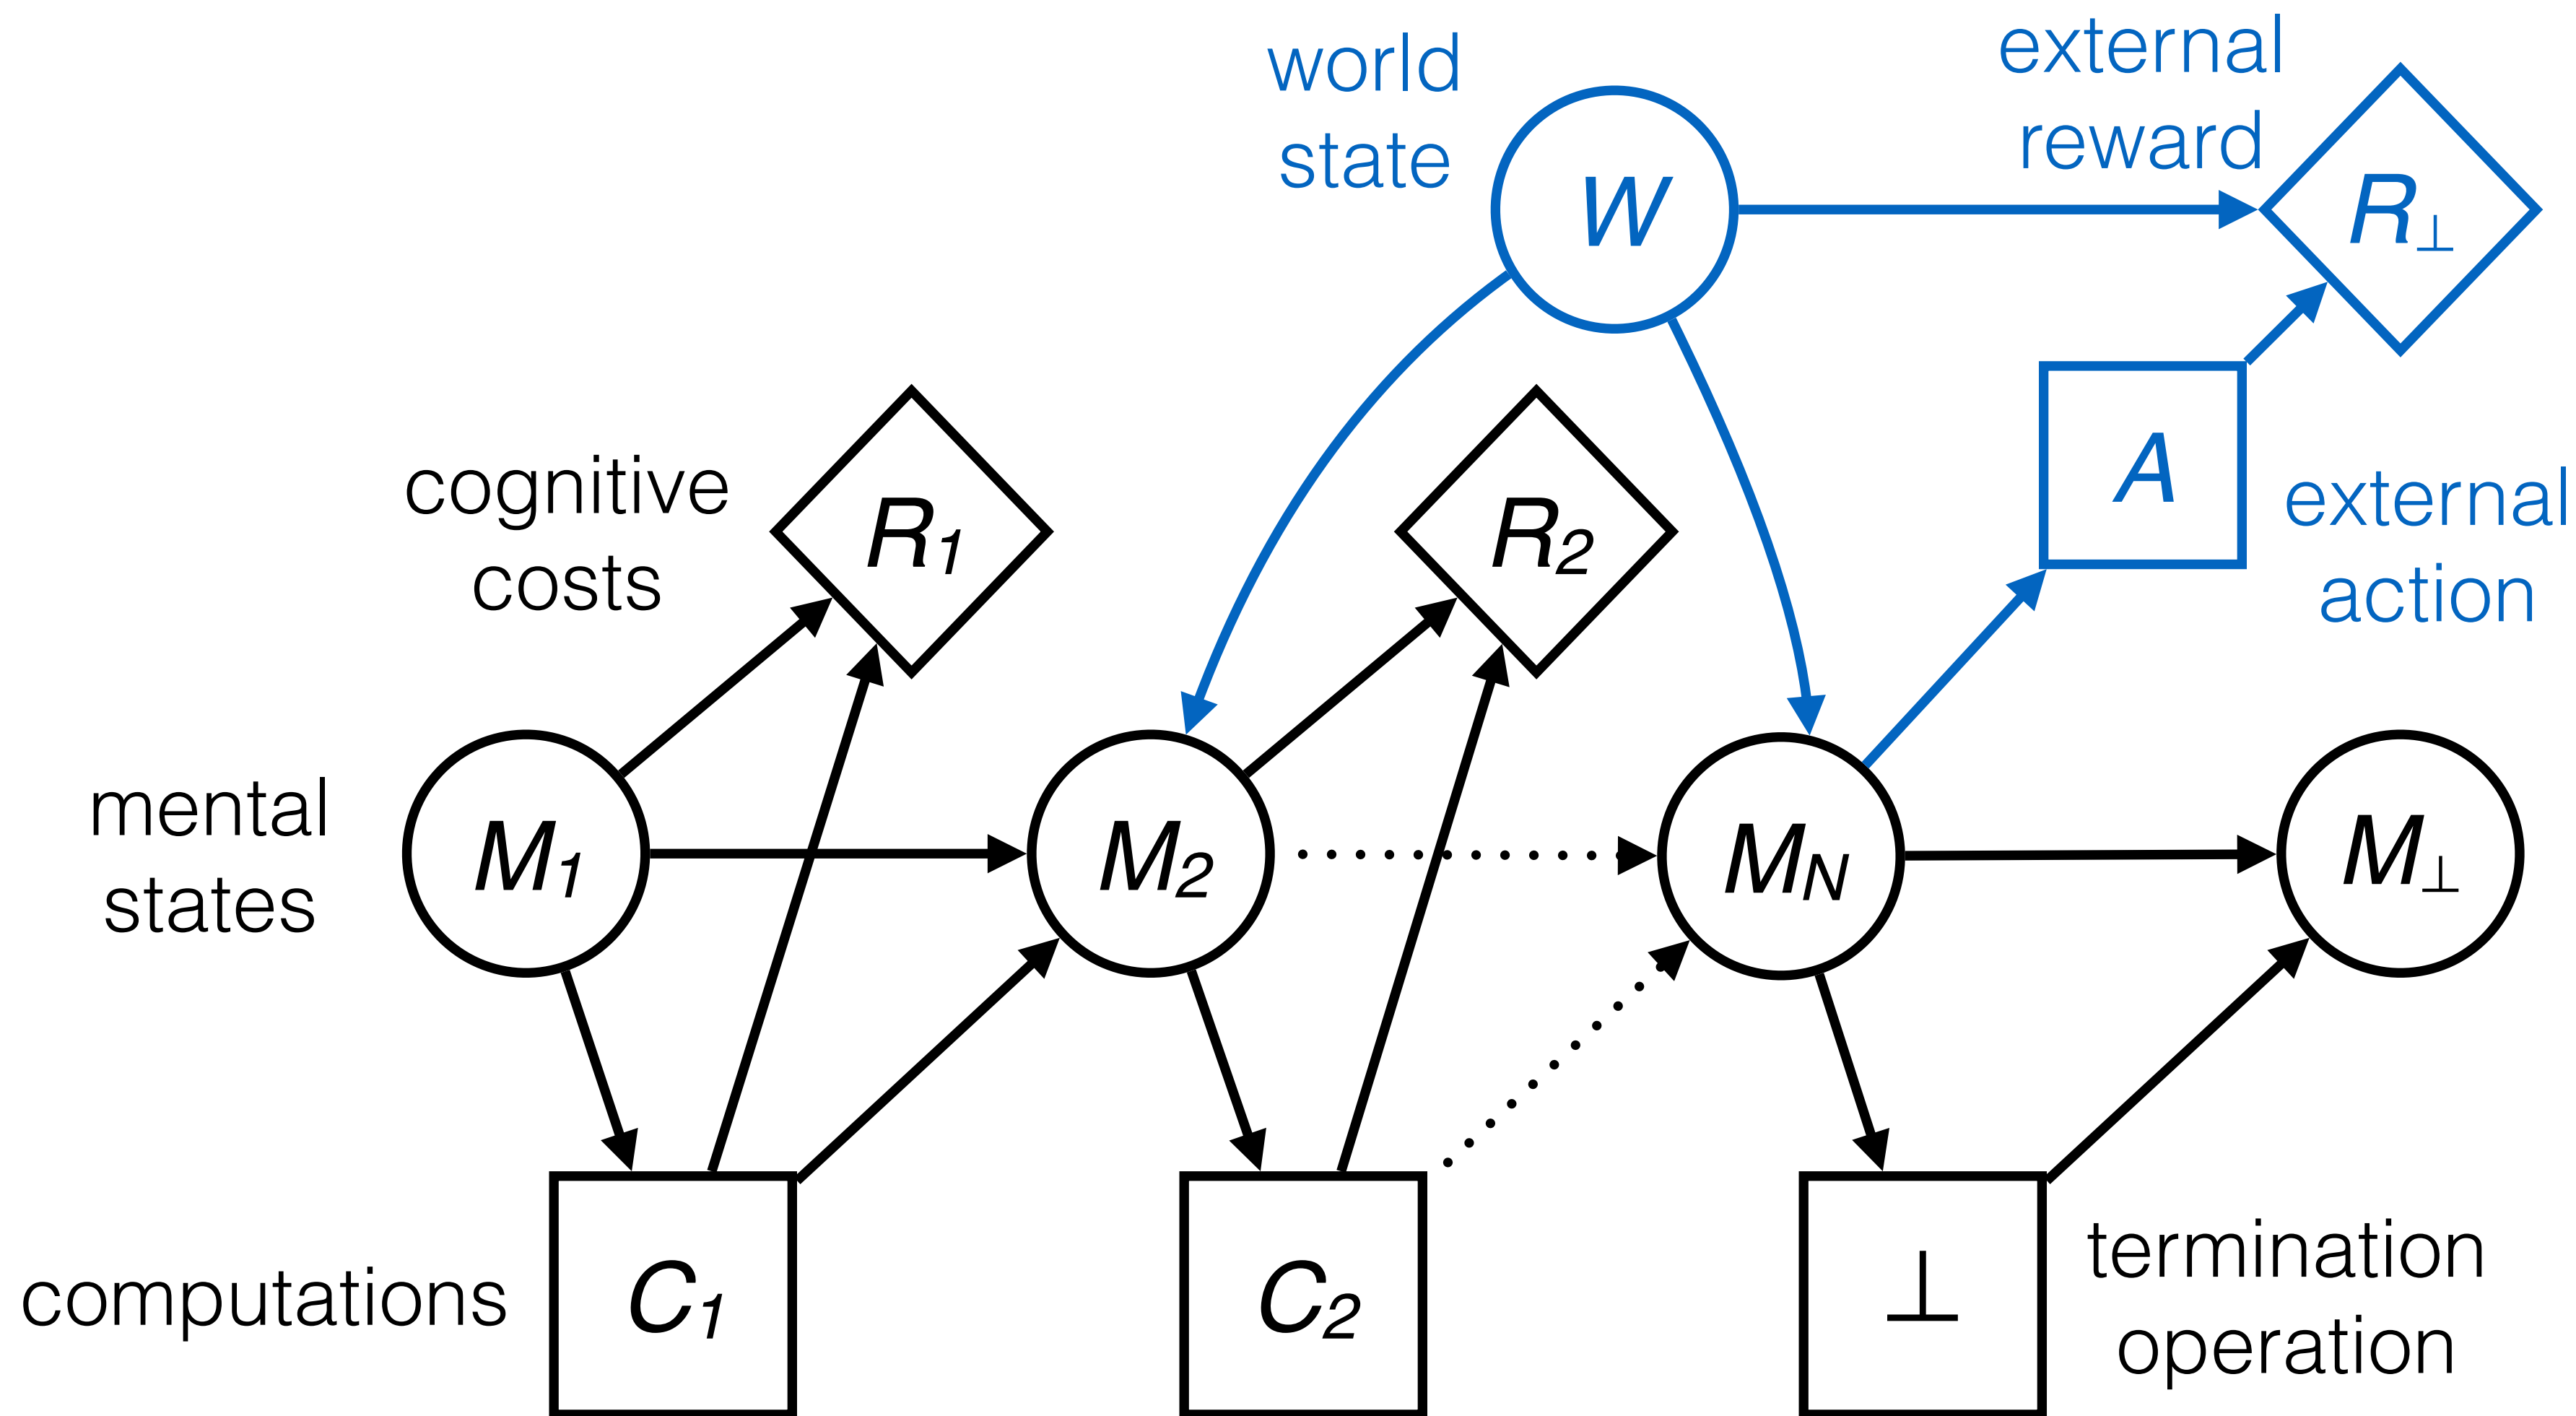 world
state
W
external
reward
R⊥
cognitive
costs
R1
R2
A
external
action
mental
states
M1
M2
MN
M⊥
computations
C1
C2
⊥
termination
operation